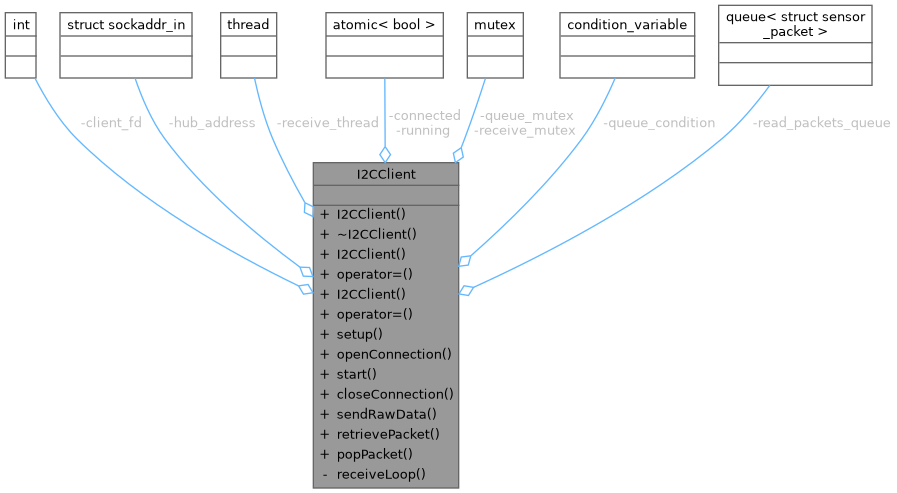 int
struct sockaddr_in
thread
atomic< bool >
mutex
condition_variable
queue< struct sensor
_packet >
-client_fd
-hub_address
-receive_thread
-connected
-running
-queue_mutex
-receive_mutex
-queue_condition
-read_packets_queue
I2CClient
+ I2CClient()
+ ~I2CClient()
+ I2CClient()
+ operator=()
+ I2CClient()
+ operator=()
+ setup()
+ openConnection()
+ start()
+ closeConnection()
+ sendRawData()
+ retrievePacket()
+ popPacket()
- receiveLoop()